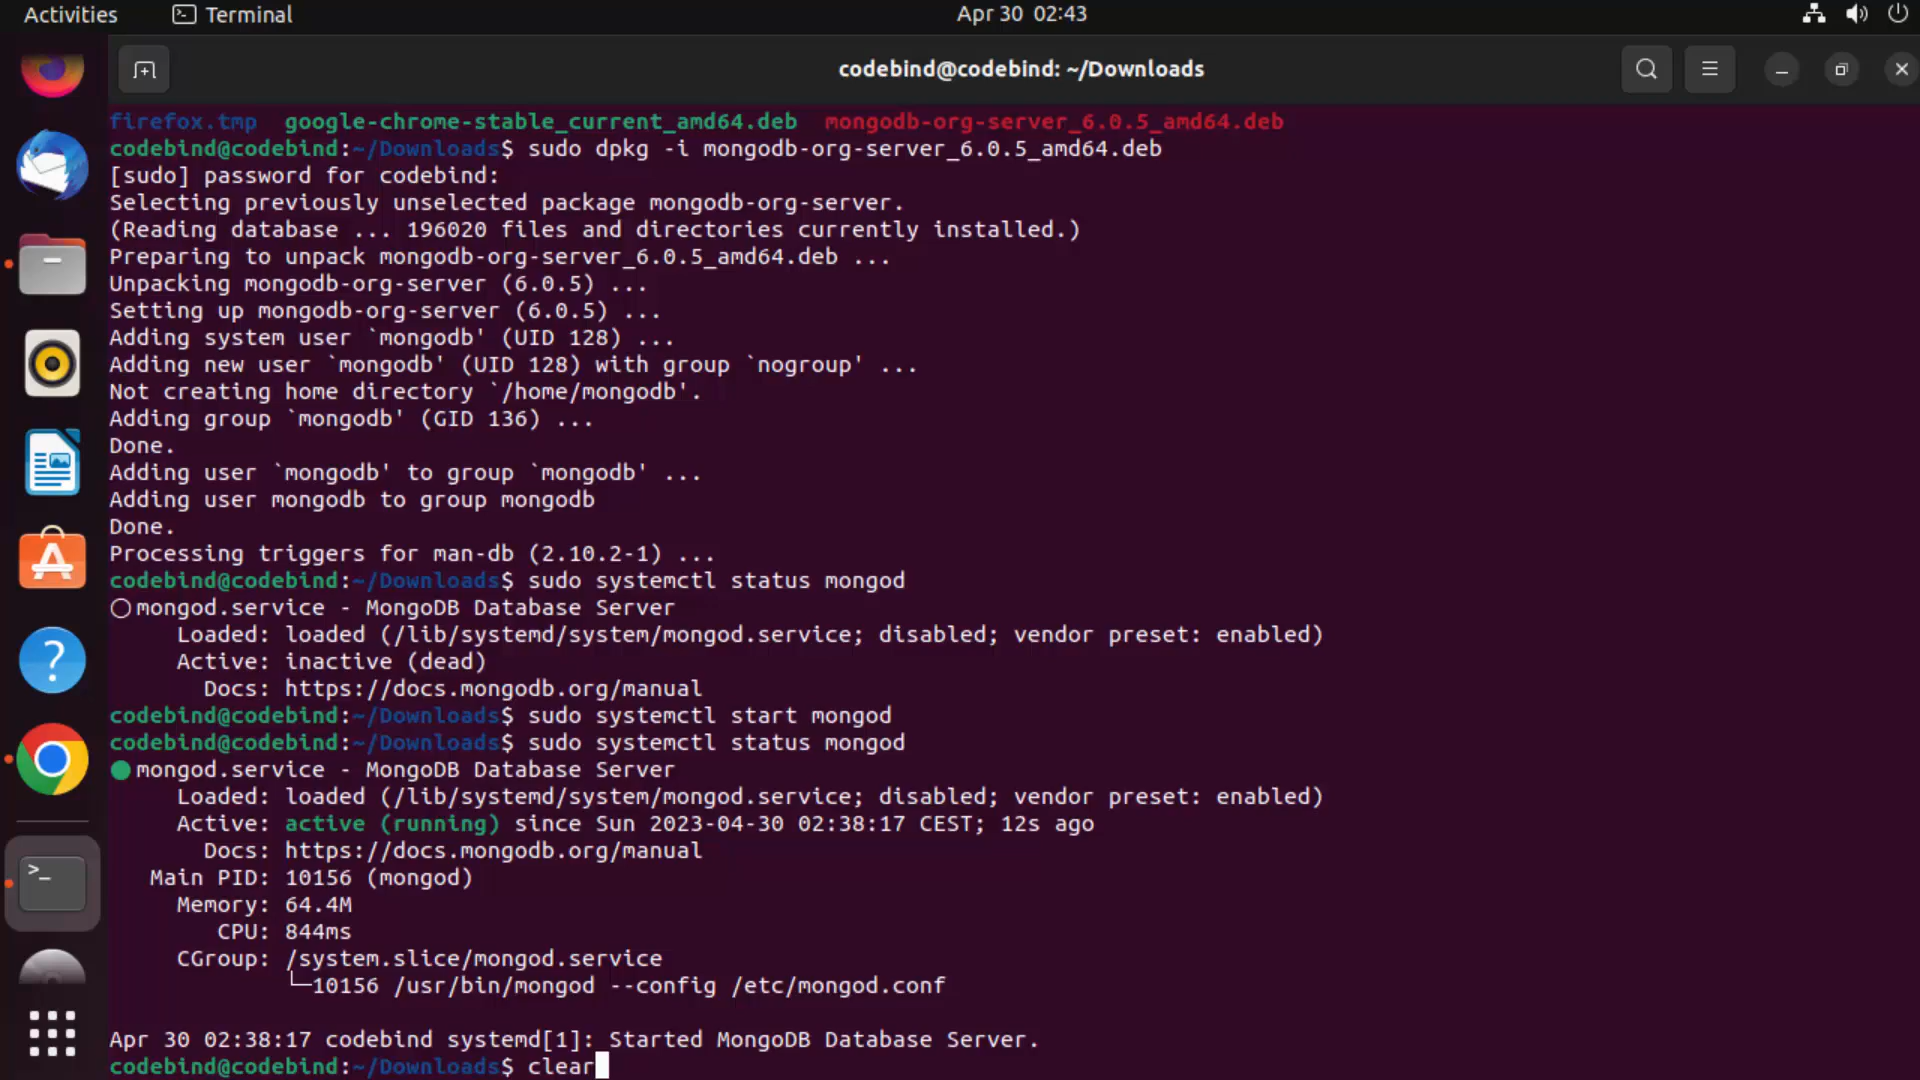 Activities Terminal Apr 30 02:43
codebind@codebind: ~/Downloads
firefox.tmp google-chrome-stable_current_amd64.deb mongodb-org-server_6.0.5_amd64.deb
codebind@codebind:~/Downloads$ sudo dpkg -i mongodb-org-server_6.0.5_amd64.deb
[sudo] password for codebind:
Selecting previously unselected package mongodb-org-server.
(Reading database ... 196020 files and directories currently installed.)
Preparing to unpack mongodb-org-server_6.0.5_amd64.deb ...
Unpacking mongodb-org-server (6.0.5) ...
Setting up mongodb-org-server (6.0.5) ...
Adding system user `mongodb' (UID 128) ...
Adding new user `mongodb' (UID 128) with group `nogroup' ...
Not creating home directory `/home/mongodb'.
Adding group `mongodb' (GID 136) ...
Done.
Adding user `mongodb' to group `mongodb' ...
Adding user mongodb to group mongodb
Done.
Processing triggers for man-db (2.10.2-1) ...
codebind@codebind:~/Downloads$ sudo systemctl status mongod
○ mongod.service - MongoDB Database Server
Loaded: loaded (/lib/systemd/system/mongod.service; disabled; vendor preset: enabled)
Active: inactive (dead)
Docs: https://docs.mongodb.org/manual
codebind@codebind:~/Downloads$ sudo systemctl start mongod
codebind@codebind:~/Downloads$ sudo systemctl status mongod
● mongod.service - MongoDB Database Server
Loaded: loaded (/lib/systemd/system/mongod.service; disabled; vendor preset: enabled)
Active: active (running) since Sun 2023-04-30 02:38:17 CEST; 12s ago
Docs: https://docs.mongodb.org/manual
Main PID: 10156 (mongod)
Memory: 64.4M
CPU: 844ms
CGroup: /system.slice/mongod.service
└─10156 /usr/bin/mongod --config /etc/mongod.conf
Apr 30 02:38:17 codebind systemd[1]: Started MongoDB Database Server.
codebind@codebind:~/Downloads$ clear